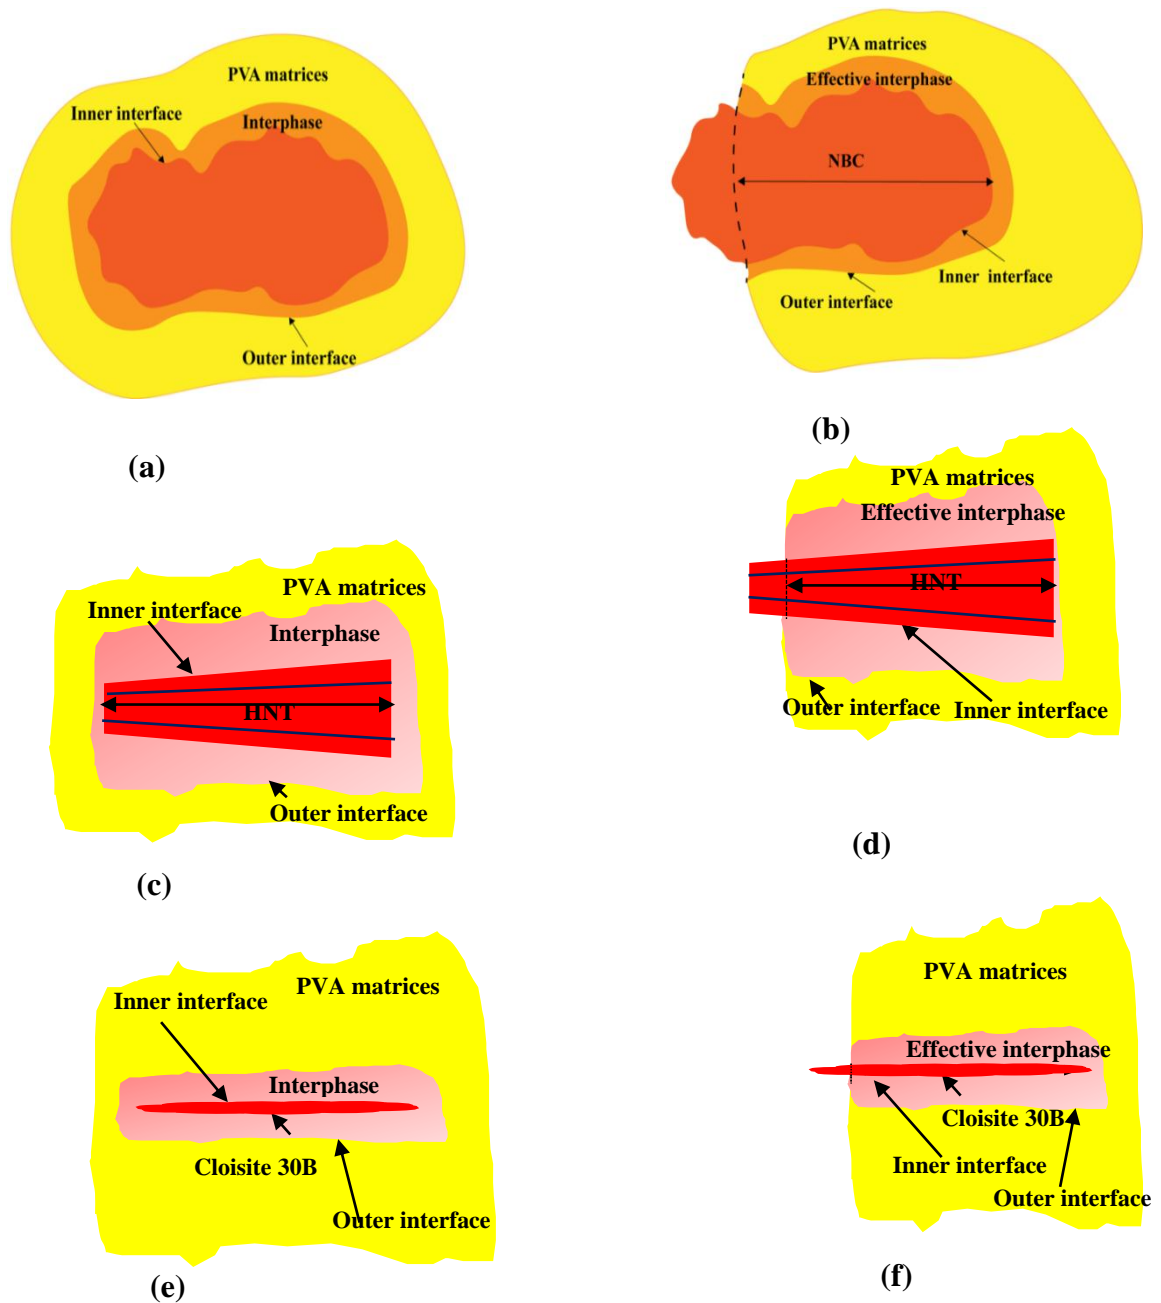 PVA matrices
Inner interface
Interphase
Outer interface
(a)
PVA matrices
Effective interphase
NBC
Inner interface
Outer interface
(b)
PVA matrices
Inner interface
Interphase
HNT
Outer interface
(c)
PVA matrices
Effective interphase
HNT
Outer interface
Inner interface
(d)
PVA matrices
Inner interface
Interphase
Cloisite 30B
Outer interface
(e)
PVA matrices
Effective interphase
Cloisite 30B
Inner interface
Outer interface
(f)